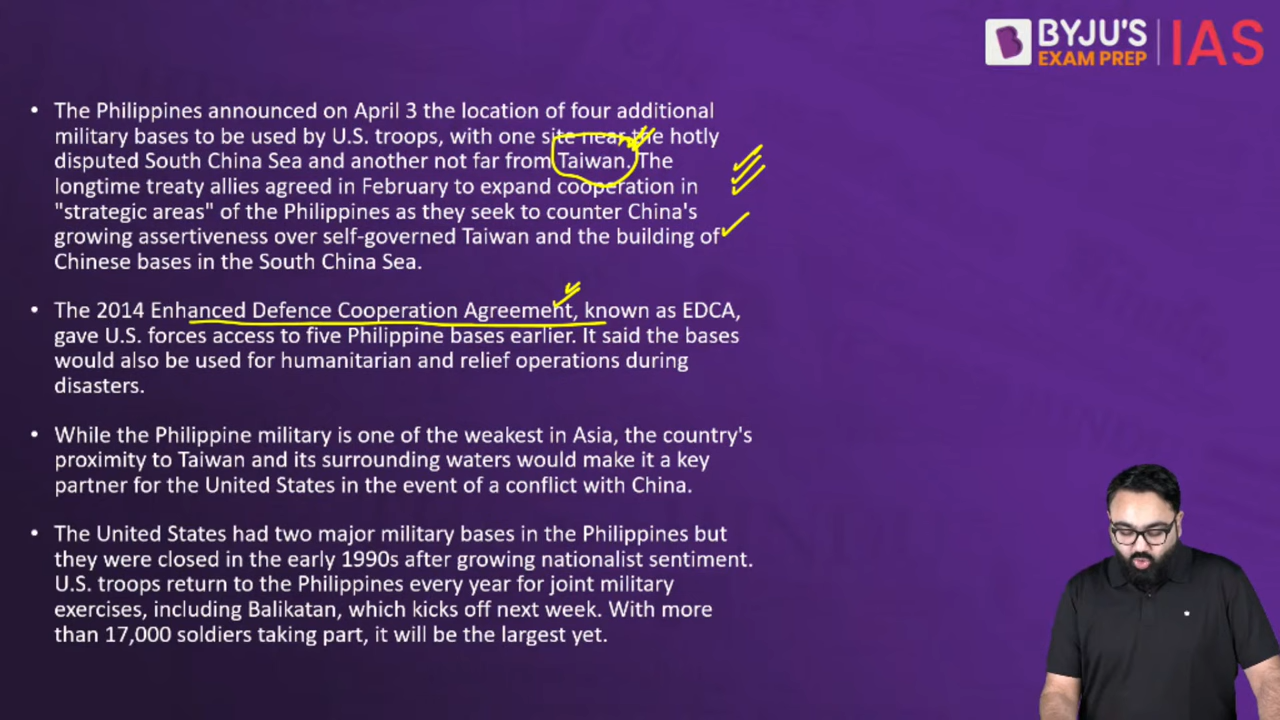 BYJU'S
EXAM PREP
IAS
• The Philippines announced on April 3 the location of four additional
military bases to be used by U.S. troops, with one site near the hotly
disputed South China Sea and another not far from Taiwan. The
longtime treaty allies agreed in February to expand cooperation in
"strategic areas" of the Philippines as they seek to counter China's
growing assertiveness over self-governed Taiwan and the building of
Chinese bases in the South China Sea.
• The 2014 Enhanced Defence Cooperation Agreement, known as EDCA,
gave U.S. forces access to five Philippine bases earlier. It said the bases
would also be used for humanitarian and relief operations during
disasters.
• While the Philippine military is one of the weakest in Asia, the country's
proximity to Taiwan and its surrounding waters would make it a key
partner for the United States in the event of a conflict with China.
• The United States had two major military bases in the Philippines but
they were closed in the early 1990s after growing nationalist sentiment.
U.S. troops return to the Philippines every year for joint military
exercises, including Balikatan, which kicks off next week. With more
than 17,000 soldiers taking part, it will be the largest yet.